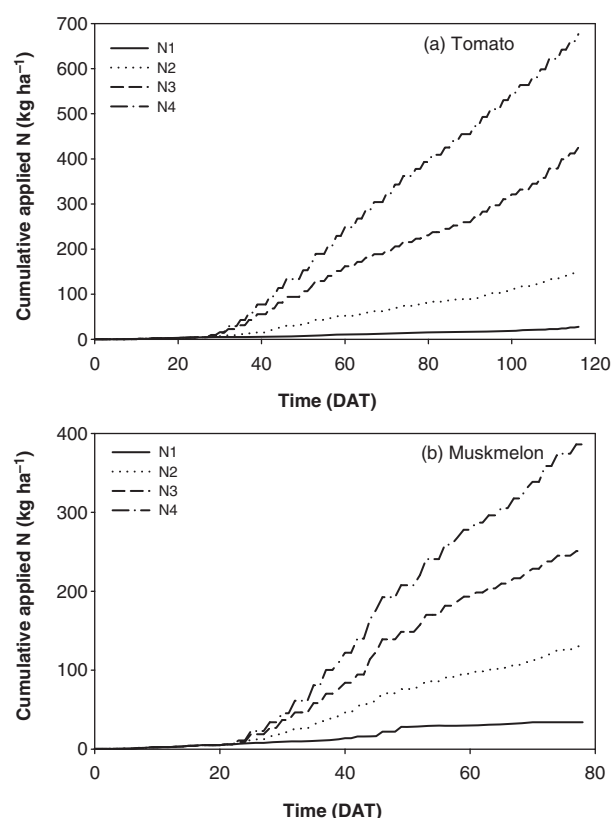 700
600
500
400
300
200
100
0
Cumulative applied N (kg ha⁻¹)
(a) Tomato
N1
N2
N3
N4
0 20 40 60 80 100 120
Time (DAT)
400
300
200
100
0
Cumulative applied N (kg ha⁻¹)
(b) Muskmelon
N1
N2
N3
N4
0 20 40 60 80
Time (DAT)